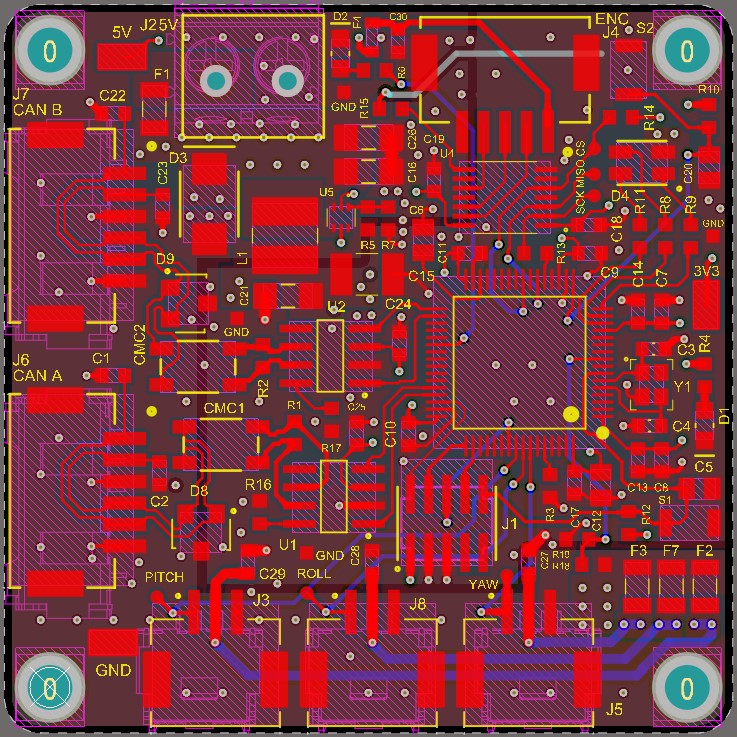 J25V
D2
F4
C30
ENC
J4
S2
0
0
5V
J7
CAN B
C22
F1
GND
R15
R6
C26
C19
U4
R14
R10
D3
C23
C16
U5
C6
CS
MISO
SCK
D4
R11
R8
R9
C20
GND
D9
L1
R5
R7
C11
R13
C18
C15
C9
C14
C7
3V3
C21
U2
C24
GND
CMC2
J6
CAN A
C1
R2
C3
R4
Y1
CMC1
R1
C25
C10
R17
C4
D1
C2
D8
R16
C5
C13
C8
S1
J1
R3
C17
C12
R12
U1
GND
C28
C27
R19
R18
F3
F7
F2
PITCH
C29
ROLL
YAW
J3
J8
GND
0
0
J5